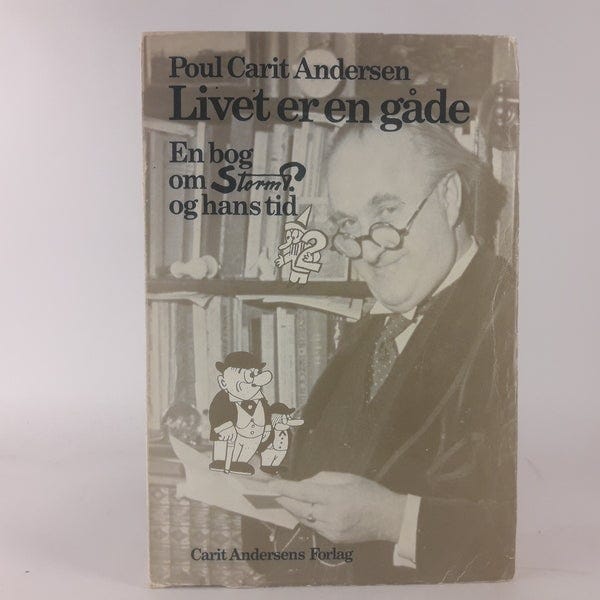 Poul Carit Andersen
Livet er en gåde
En bog
om Storm P.
og hans tid
Carit Andersens Forlag